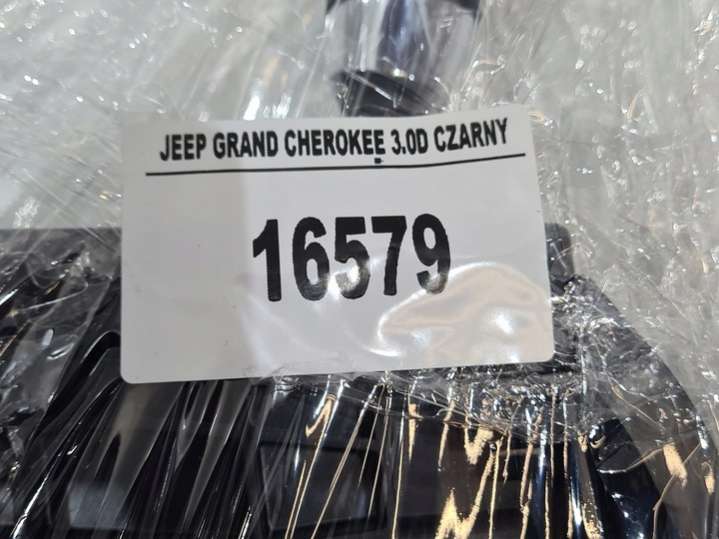 JEEP GRAND CHEROKEE 3.0D CZARNY
16579